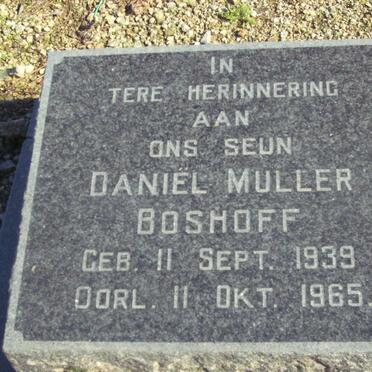 IN
TERE HERINNERING
AAN
ONS SEUN
DANIËL MULLER
BOSHOFF
GEB. 11 SEPT. 1939
OORL. 11 OKT. 1965.